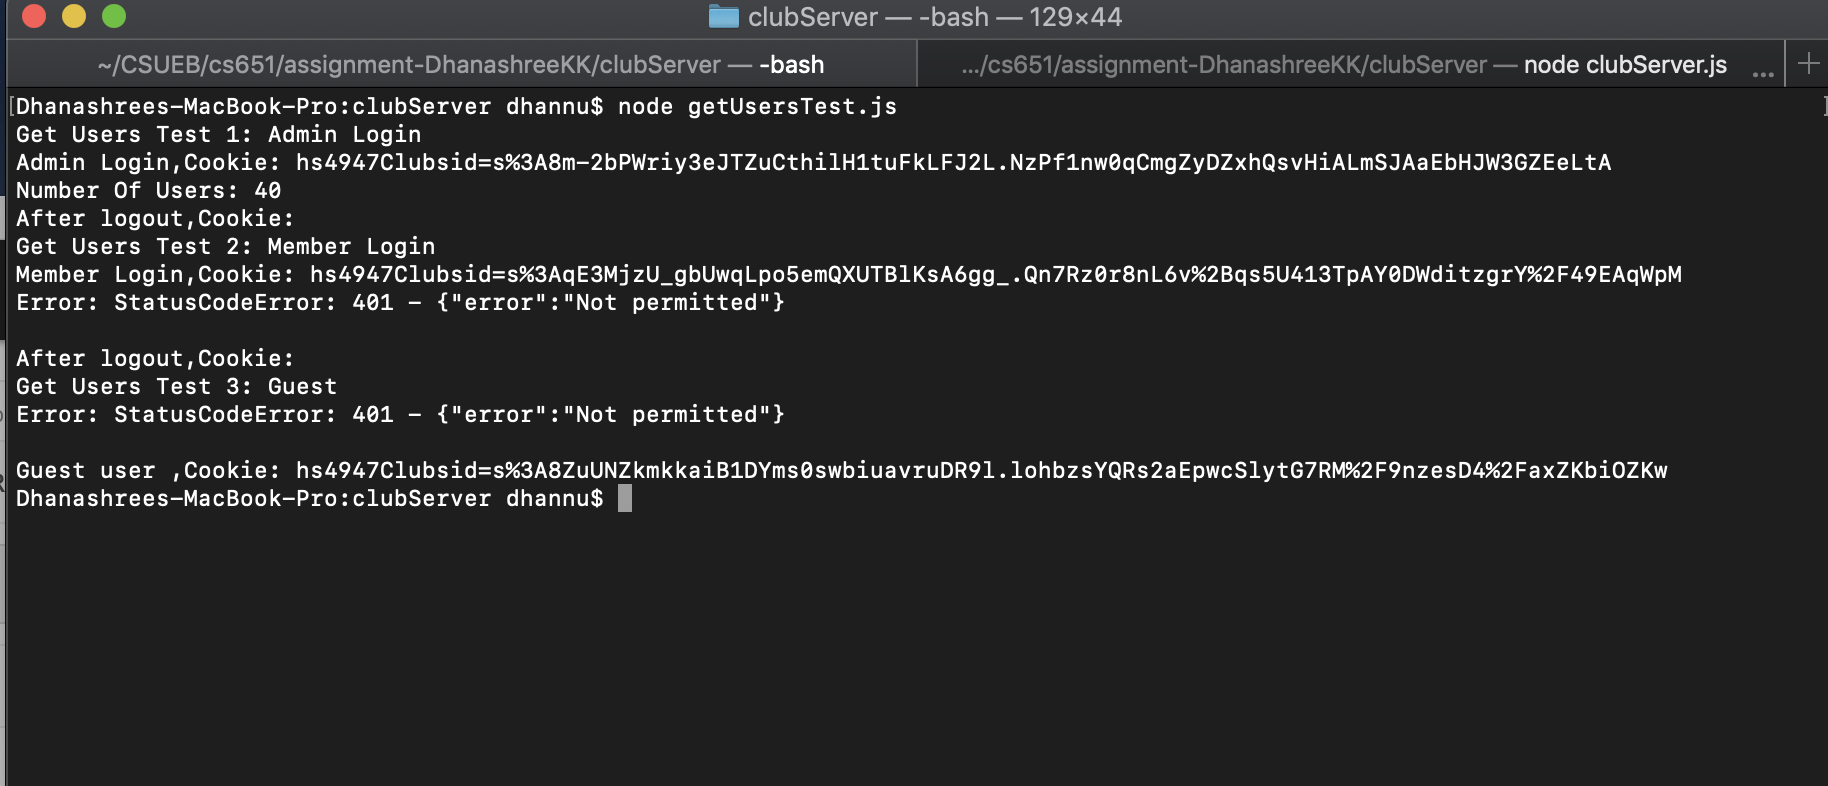 clubServer — -bash — 129×44
~/CSUEB/cs651/assignment-DhanashreeKK/clubServer — -bash
.../cs651/assignment-DhanashreeKK/clubServer — node clubServer.js ...
[Dhanashrees-MacBook-Pro:clubServer dhannu$ node getUsersTest.js ]
Get Users Test 1: Admin Login
Admin Login,Cookie: hs4947Clubsid=s%3A8m-2bPWriy3eJTZuCthilH1tuFkLFJ2L.NzPf1nw0qCmgZyDZxhQsvHiALmSJAaEbHJW3GZEeLtA
Number Of Users: 40
After logout,Cookie:
Get Users Test 2: Member Login
Member Login,Cookie: hs4947Clubsid=s%3AqE3MjzU_gbUwqLpo5emQXUTBlKsA6gg_.Qn7Rz0r8nL6v%2Bqs5U413TpAY0DWditzgrY%2F49EAqWpM
Error: StatusCodeError: 401 - {"error":"Not permitted"}
After logout,Cookie:
Get Users Test 3: Guest
Error: StatusCodeError: 401 - {"error":"Not permitted"}
Guest user ,Cookie: hs4947Clubsid=s%3A8ZuUNZkmkkaiB1DYms0swbiuavruDR9l.lohbzsYQRs2aEpwcSlytG7RM%2F9nzesD4%2FaxZKbiOZKw
Dhanashrees-MacBook-Pro:clubServer dhannu$